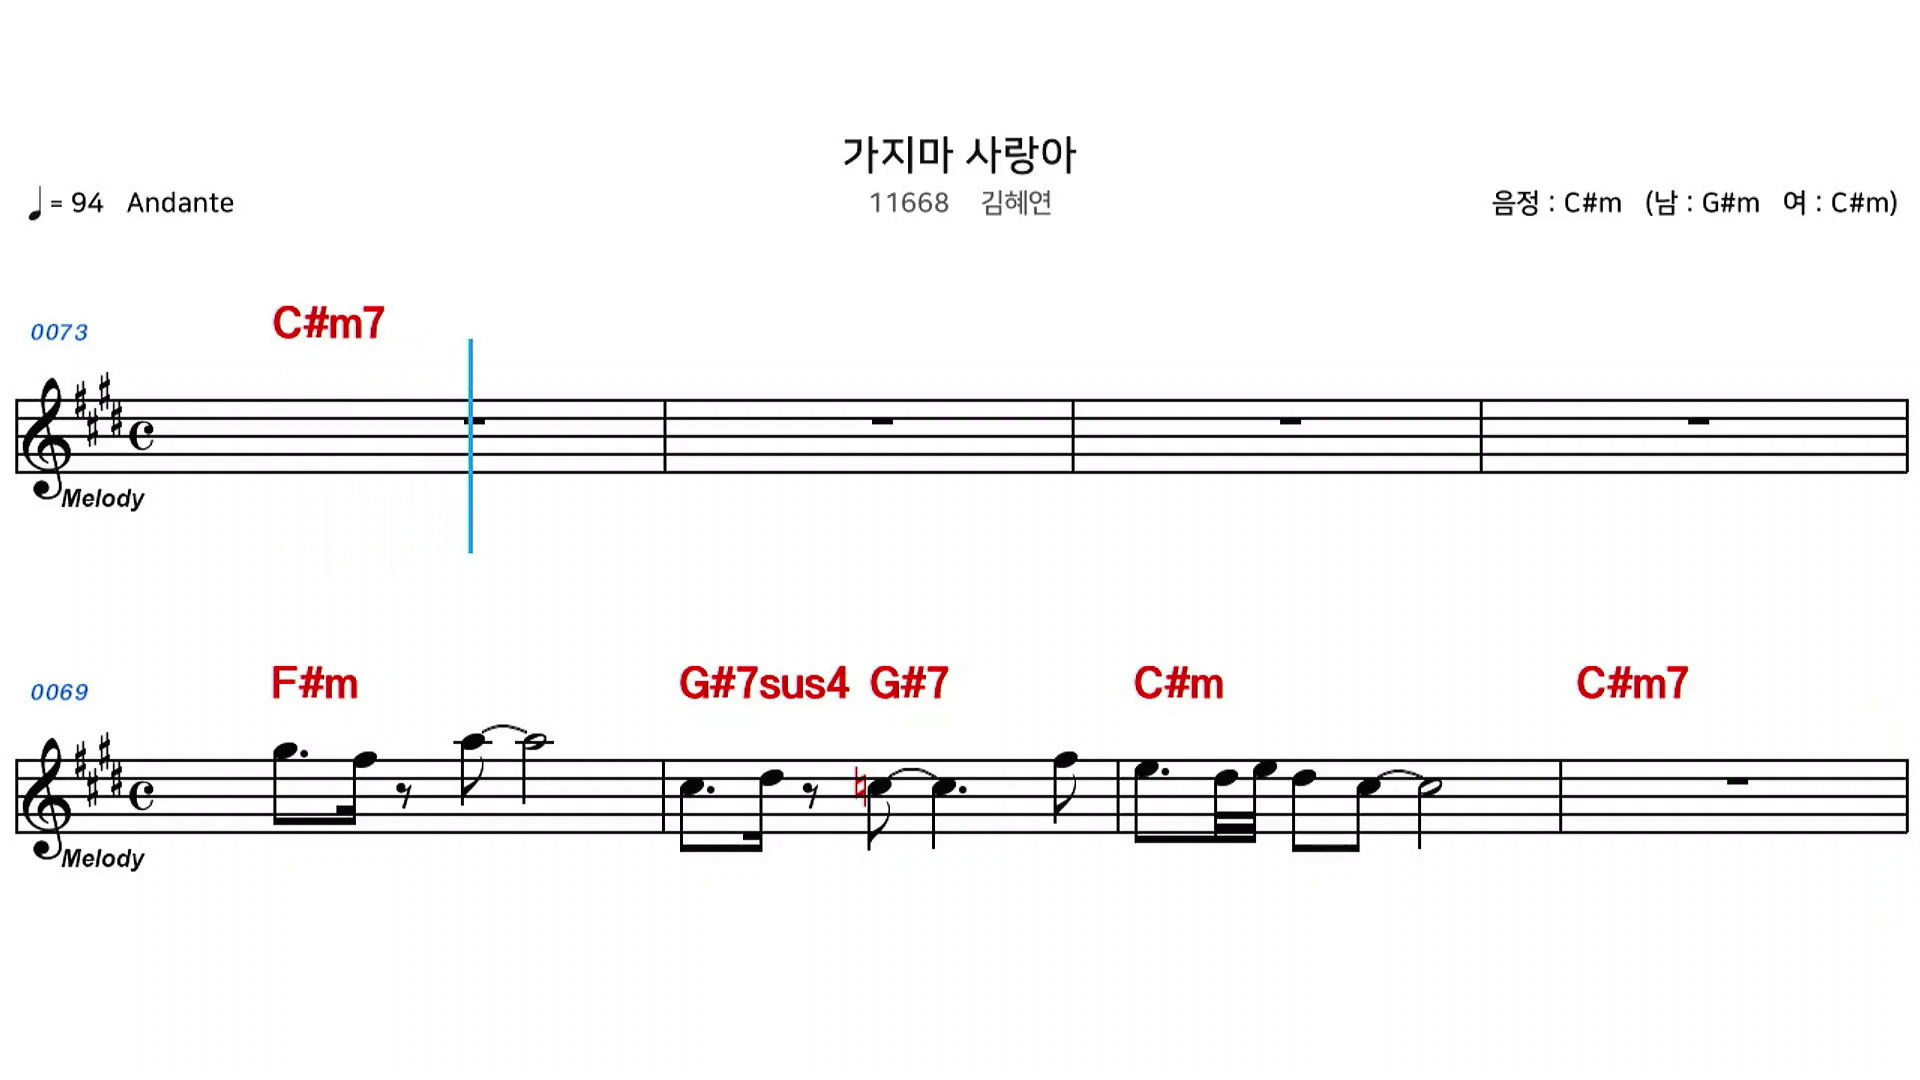 가지마 사랑아
♩= 94 Andante
11668 김혜연
음정 : C#m (남 : G#m 여 : C#m)
0073 C#m7
Melody
0069 F#m G#7sus4 G#7 C#m C#m7
Melody